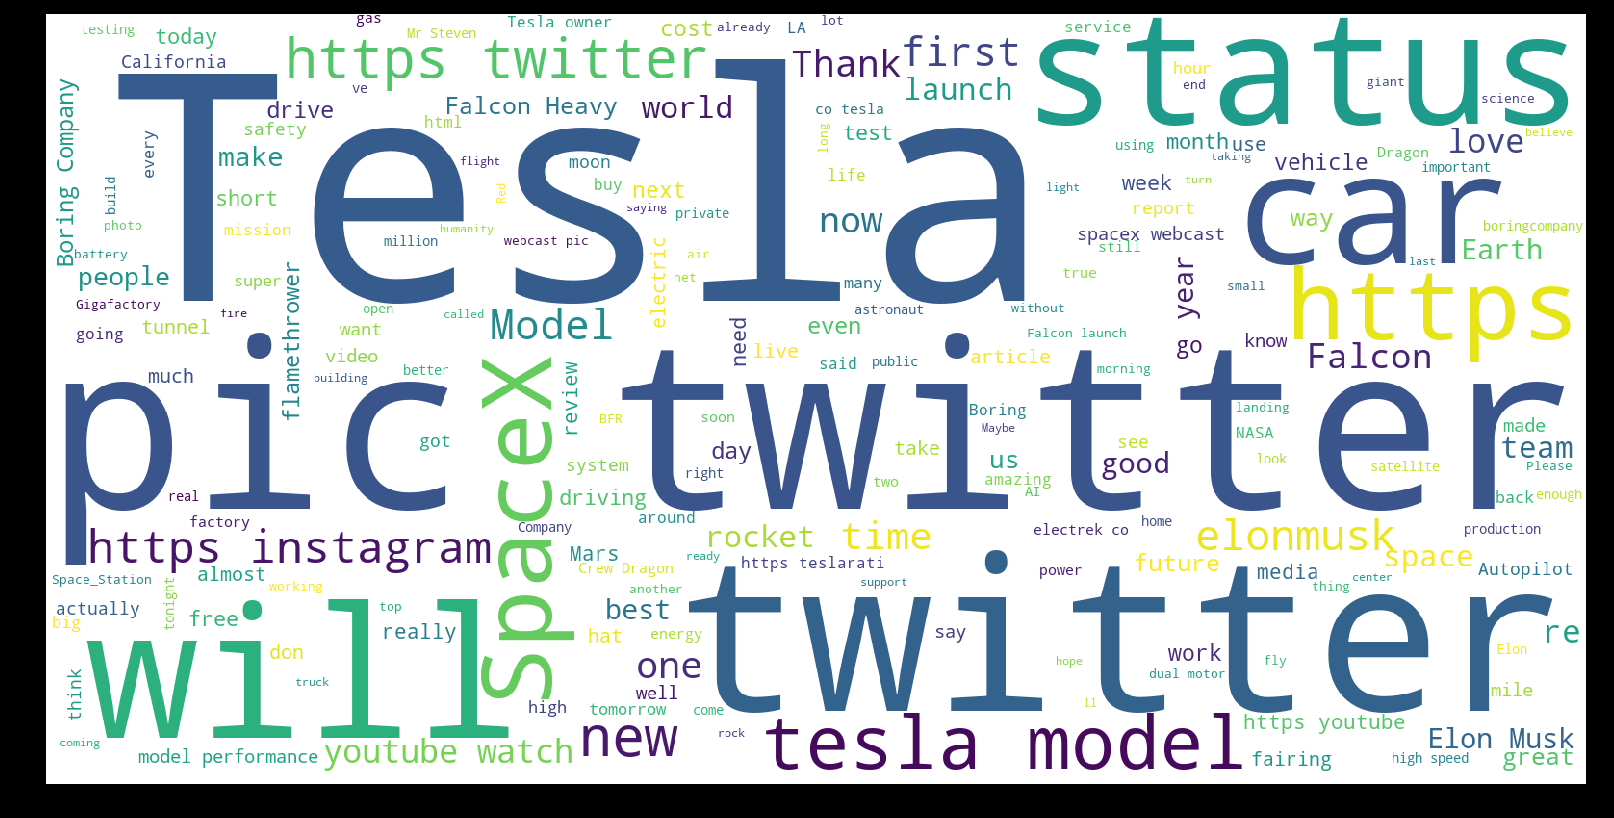 testing
today
California
gas
https twitter
Mr Steven
Tesla owner
cost
already
LA
lot
Thank
first
launch
service
status
hour
end
giant
science
Tesla
Boring Company
every
drive
ve
safety
html
Falcon Heavy
world
co tesla
long
test
make
build
short
photo
mission
battery
people
super
Gigafactory
going
tunnel
fire
flight
Red
moon
buy
next
saying
private
million
humanity
webcast pic
electric
air
net
life
now
many
astronaut
light
using
month
use
taking
week
turn
report
spacex webcast
still
true
vehicle
Dragon
love
believe
important
car
way
boringcompany
Earth
last
https
small
without
year
go
know
Falcon
Falcon launch
morning
open
want
video
called
better
building
flamethrower
much
Model
need
live
even
said
public
article
pic
got
real
factory
spacex
review
BFR
soon
day
right
system
driving
around
Company
twitter
take
two
Boring
Maybe
us
amazing
AI
see
good
landing
NASA
look
satellite
made
team
Please
back
enough
https instagram
Space_Station
almost
tonight
working
actually
big
free
top
really
don
truck
will
think
coming
model performance
youtube watch
Mars
Crew Dragon
another
ready
rocket
time
https teslarati
support
best
hat
energy
one
well
high
tomorrow
come
new
rock
electrek co
home
power
elonmusk
future
media
thing
center
space
production
Autopilot
twitter
say
hope
work
dual motor
fly
ll
re
Elon
mile
tesla model
https youtube
fairing
Elon Musk
high speed
great